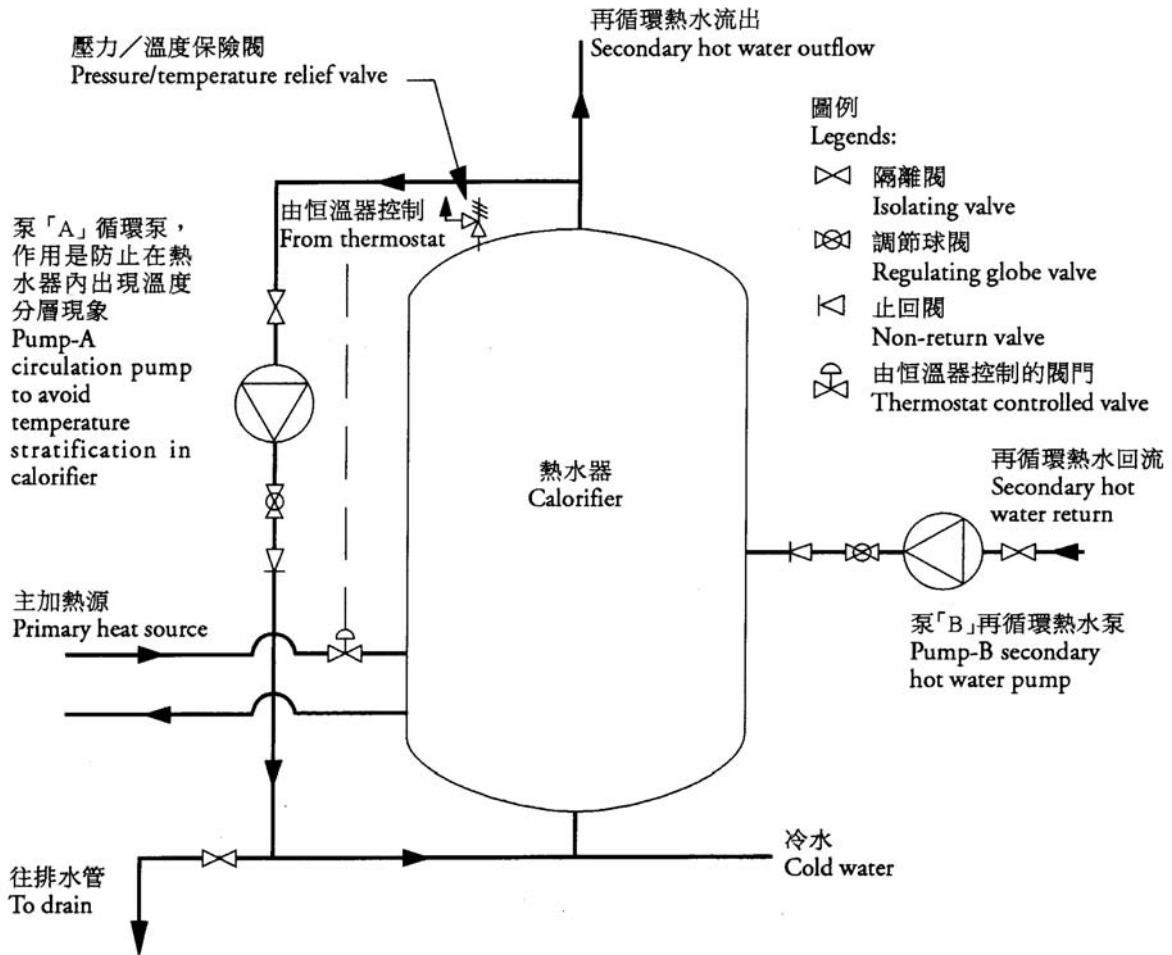 再循環熱水流出
Secondary hot water outflow
壓力／溫度保險閥
Pressure/temperature relief valve
圖例
Legends:
隔離閥
Isolating valve
調節球閥
Regulating globe valve
止回閥
Non-return valve
由恒溫器控制的閥門
Thermostat controlled valve
由恒溫器控制
From thermostat
泵「A」循環泵，
作用是防止在熱
水器內出現溫度
分層現象
Pump-A
circulation pump
to avoid
temperature
stratification in
calorifier
熱水器
Calorifier
再循環熱水回流
Secondary hot
water return
泵「B」再循環熱水泵
Pump-B secondary
hot water pump
主加熱源
Primary heat source
冷水
Cold water
往排水管
To drain